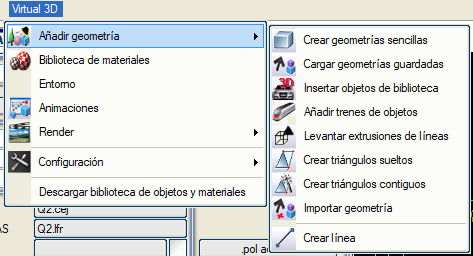 Virtual 3D
Añadir geometría
Biblioteca de materiales
Entorno
Animaciones
Render
Configuración
Descargar biblioteca de objetos y materiales
Crear geometrías sencillas
Cargar geometrías guardadas
Insertar objetos de biblioteca
Añadir trenes de objetos
Levantar extrusiones de líneas
Crear triángulos sueltos
Crear triángulos contiguos
Importar geometría
Crear línea
Q2.cej
AS
Q2.lfr
.pol